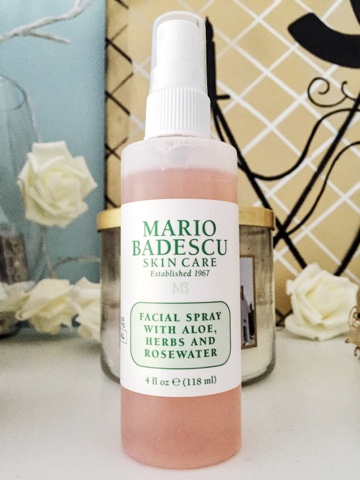 MARIO
BADESCU
SKIN CARE
Established 1967
MB
FACIAL SPRAY
WITH ALOE,
HERBS AND
ROSEWATER
4 fl oz ℮ (118 ml)